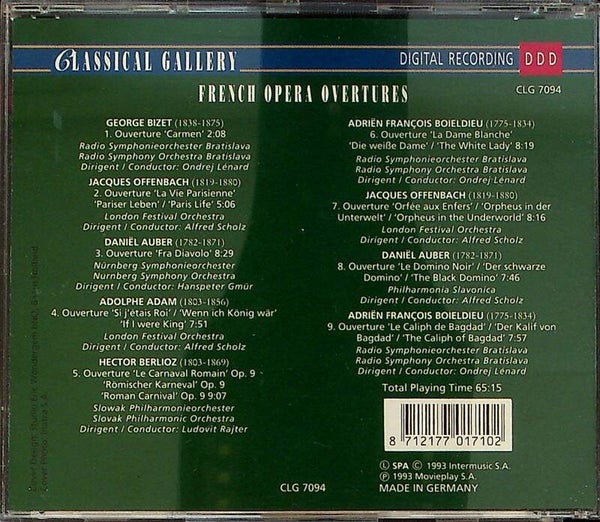 CLASSICAL GALLERY
DIGITAL RECORDING DDD
FRENCH OPERA OVERTURES
CLG 7094
GEORGE BIZET (1838-1875)
1. Ouverture 'Carmen' 2:08
Radio Symphonieorchester Bratislava
Radio Symphony Orchestra Bratislava
Dirigent / Conductor: Ondrej Lénard
JACQUES OFFENBACH (1819-1880)
2. Ouverture 'La Vie Parisienne'
'Pariser Leben' / 'Paris Life' 5:06
London Festival Orchestra
Dirigent / Conductor: Alfred Scholz
DANIËL AUBER (1782-1871)
3. Ouverture 'Fra Diavolo' 8:29
Nürnberg Symphonieorchester
Nürnberg Symphony Orchestra
Dirigent / Conductor: Hanspeter Gmür
ADOLPHE ADAM (1803-1856)
4. Ouverture 'Si j'étais Roi' / 'Wenn ich König wär'
'If I were King' 7:51
London Festival Orchestra
Dirigent / Conductor: Alfred Scholz
HECTOR BERLIOZ (1803-1869)
5. Ouverture 'Le Carnaval Romain' Op. 9
'Römischer Karneval' Op. 9
'Roman Carnival' Op. 9 9:07
Slowak Philharmonieorchester
Slovak Philharmonic Orchestra
Dirigent / Conductor: Ludovit Rajter
ADRIËN FRANÇOIS BOIELDIEU (1775-1834)
6. Ouverture 'La Dame Blanche'
'Die weiße Dame' / 'The White Lady' 8:19
Radio Symphonieorchester Bratislava
Radio Symphony Orchestra Bratislava
Dirigent / Conductor: Ondrej Lénard
JACQUES OFFENBACH (1819-1880)
7. Ouverture 'Orfée aux Enfers' / 'Orpheus in der
Unterwelt' / 'Orpheus in the Underworld' 8:16
London Festival Orchestra
Dirigent / Conductor: Alfred Scholz
DANIEL AUBER (1782-1871)
8. Ouverture 'Le Domino Noir' / 'Der schwarze
Domino' / 'The Black Domino' 7:46
Philharmonia Slavonica
Dirigent / Conductor: Alfred Scholz
ADRIËN FRANÇOIS BOIELDIEU (1775-1834)
9. Ouverture 'Le Caliph de Bagdad' / 'Der Kalif von
Bagdad' / 'The Caliph of Bagdad' 7:57
Radio Symphonieorchester Bratislava
Radio Symphony Orchestra Bratislava
Dirigent / Conductor: Ondrej Lénard
Total Playing Time 65:15
8 712177 017102
Ⓛ SPA © 1993 Intermusic S.A.
Ⓟ 1993 Movieplay S.A.
MADE IN GERMANY
CLG 7094